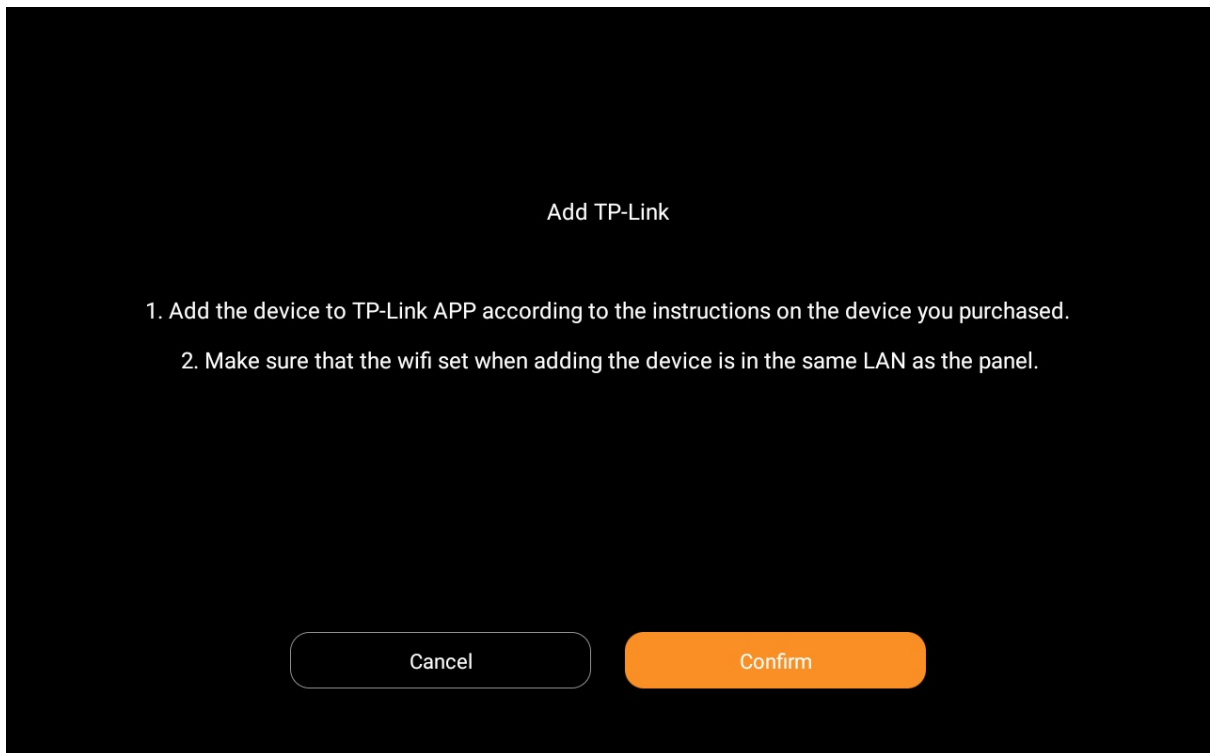 Add TP-Link
1. Add the device to TP-Link APP according to the instructions on the device you purchased.
2. Make sure that the wifi set when adding the device is in the same LAN as the panel.
Cancel
Confirm